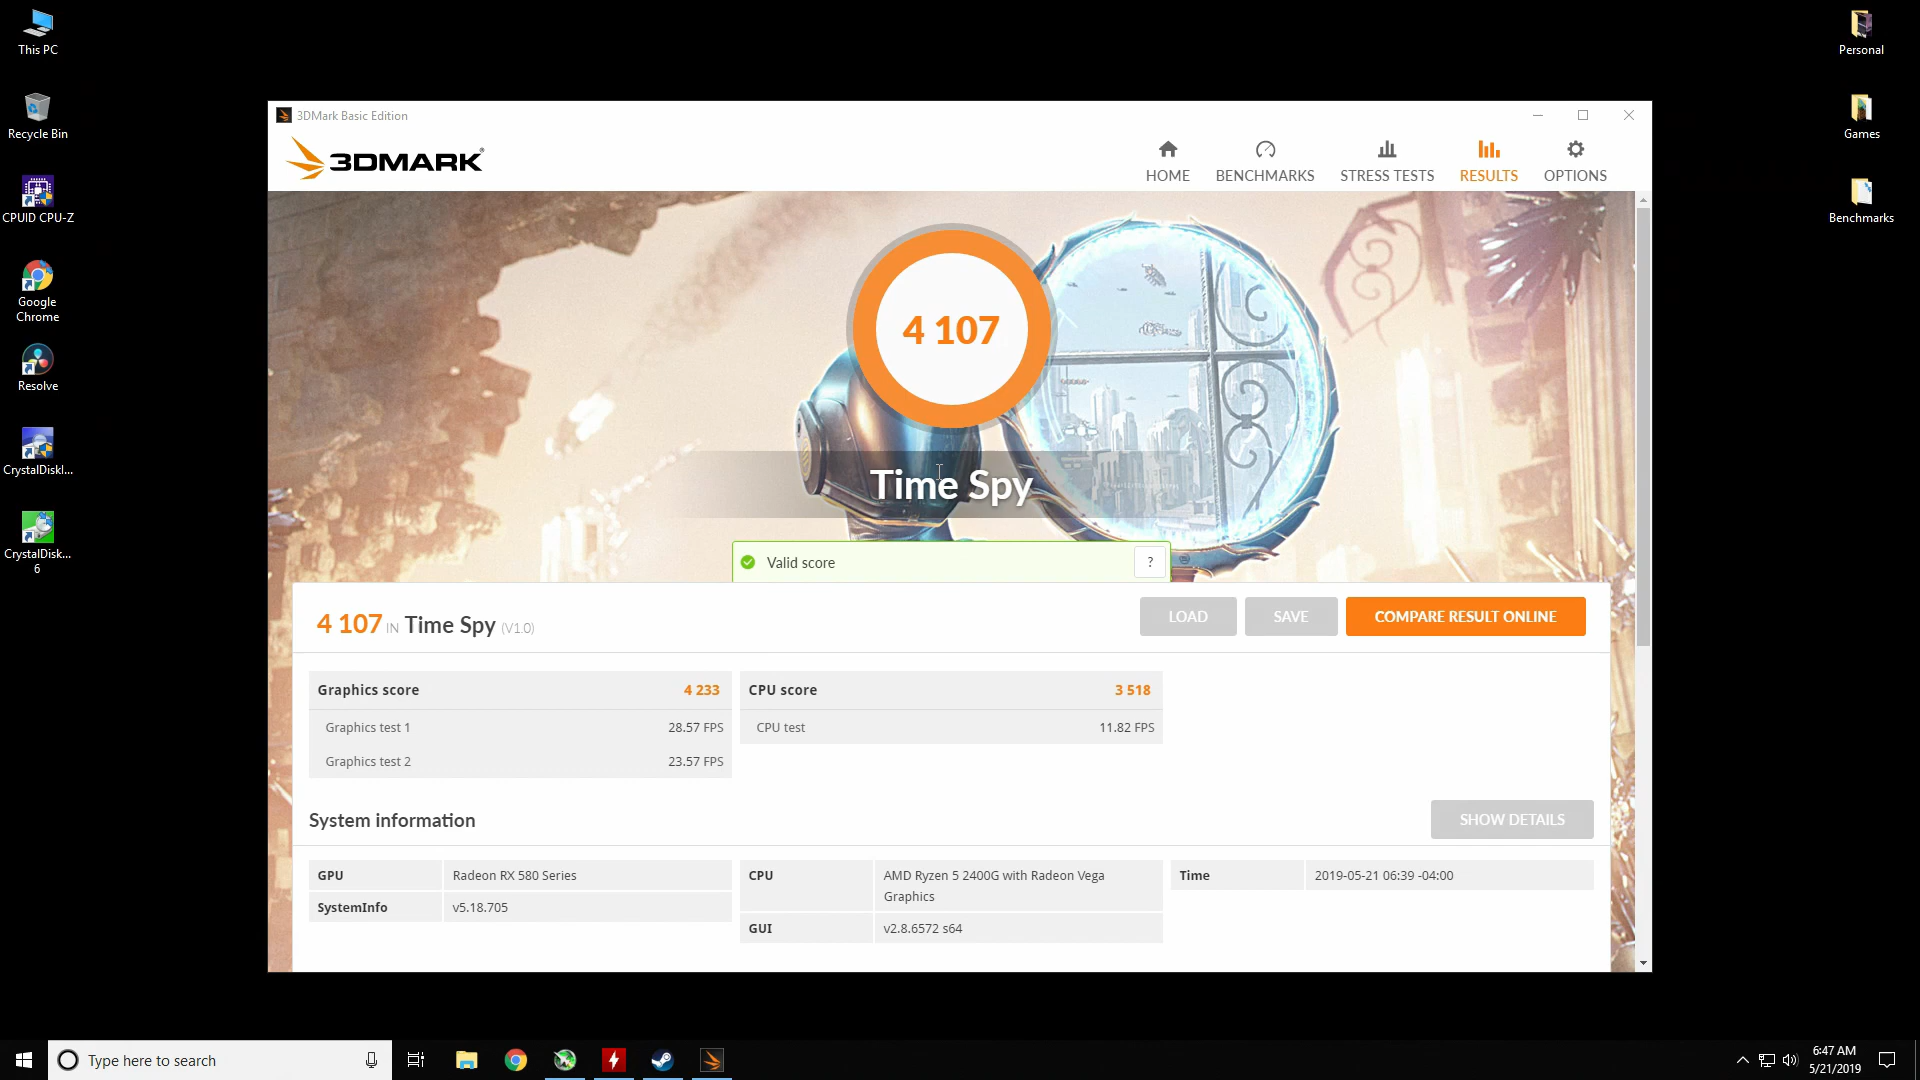 This PC
Recycle Bin
CPUID CPU-Z
Google
Chrome
Resolve
CrystalDiskI...
CrystalDisk...
6
Personal
Games
Benchmarks
3DMark Basic Edition
3DMARK®
HOME
BENCHMARKS
STRESS TESTS
RESULTS
OPTIONS
4 107
Time Spy
Valid score
?
4 107 IN Time Spy (V1.0)
LOAD
SAVE
COMPARE RESULT ONLINE
Graphics score 4 233
Graphics test 1 28.57 FPS
Graphics test 2 23.57 FPS
CPU score 3 518
CPU test 11.82 FPS
System information
SHOW DETAILS
GPU Radeon RX 580 Series
SystemInfo v5.18.705
CPU AMD Ryzen 5 2400G with Radeon Vega
Graphics
GUI v2.8.6572 s64
Time 2019-05-21 06:39 -04:00
Type here to search
6:47 AM
5/21/2019